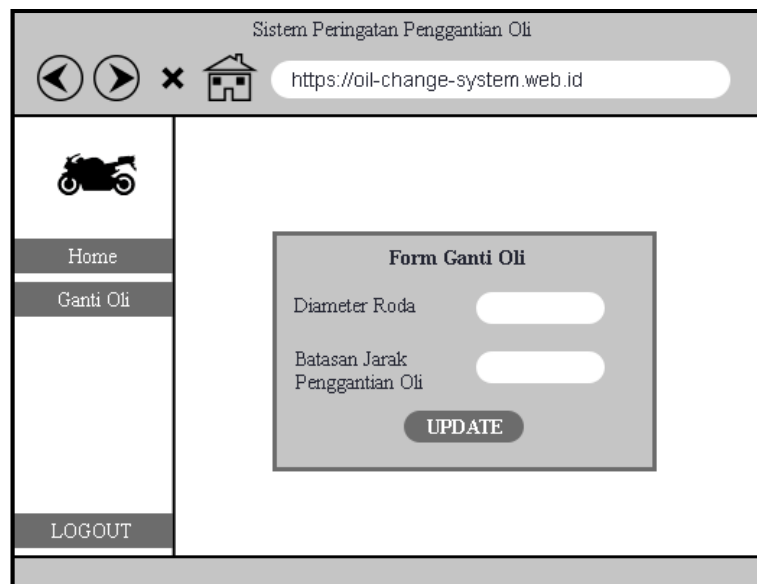 Sistem Peringatan Penggantian Oli
https://oil-change-system.web.id
Home
Ganti Oli
LOGOUT
Form Ganti Oli
Diameter Roda
Batasan Jarak
Penggantian Oli
UPDATE